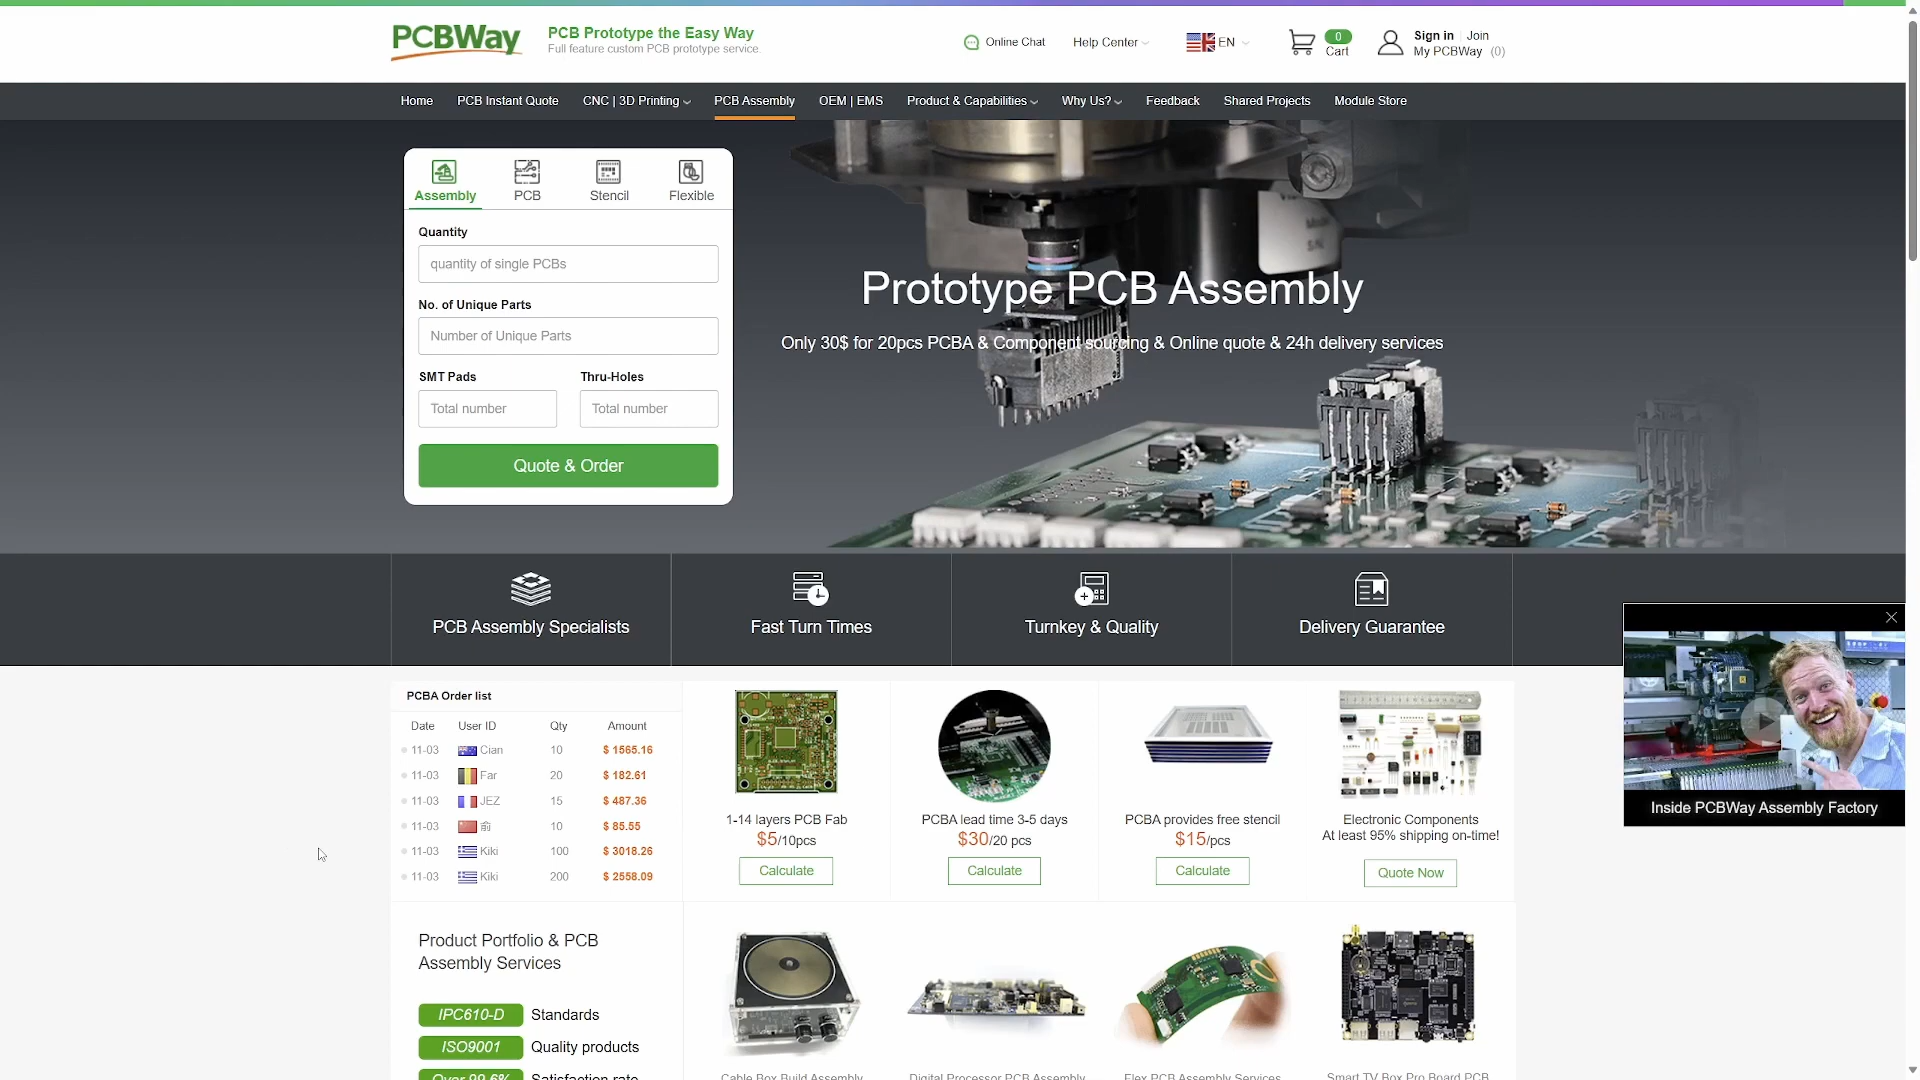 PCBWay
PCB Prototype the Easy Way
Full feature custom PCB prototype service.
Online Chat
Help Center
EN
0
Cart
Sign in
Join
My PCBWay (0)
Home
PCB Instant Quote
CNC | 3D Printing
PCB Assembly
OEM | EMS
Product & Capabilities
Why Us?
Feedback
Shared Projects
Module Store
Assembly
PCB
Stencil
Flexible
Quantity
quantity of single PCBs
No. of Unique Parts
Number of Unique Parts
SMT Pads
Thru-Holes
Total number
Total number
Quote & Order
Prototype PCB Assembly
Only 30$ for 20pcs PCBA & Component sourcing & Online quote & 24h delivery services
PCB Assembly Specialists
Fast Turn Times
Turnkey & Quality
Delivery Guarantee
Inside PCBWay Assembly Factory
PCBA Order list
Date User ID Qty Amount
11-03 Cian 10 $ 1565.16
11-03 Far 20 $ 182.61
11-03 JEZ 15 $ 487.36
11-03 俞 10 $ 85.55
11-03 Kiki 100 $ 3018.26
11-03 Kiki 200 $ 2558.09
1-14 layers PCB Fab
$5/10pcs
Calculate
PCBA lead time 3-5 days
$30/20 pcs
Calculate
PCBA provides free stencil
$15/pcs
Calculate
Electronic Components
At least 95% shipping on-time!
Quote Now
Product Portfolio & PCB
Assembly Services
IPC610-D Standards
ISO9001 Quality products
Over 99.6% Satisfaction rate
Cable Box Build Assembly
Digital Processor PCB Assembly
Flex PCB Assembly Services
Smart TV Box Pro Board PCB